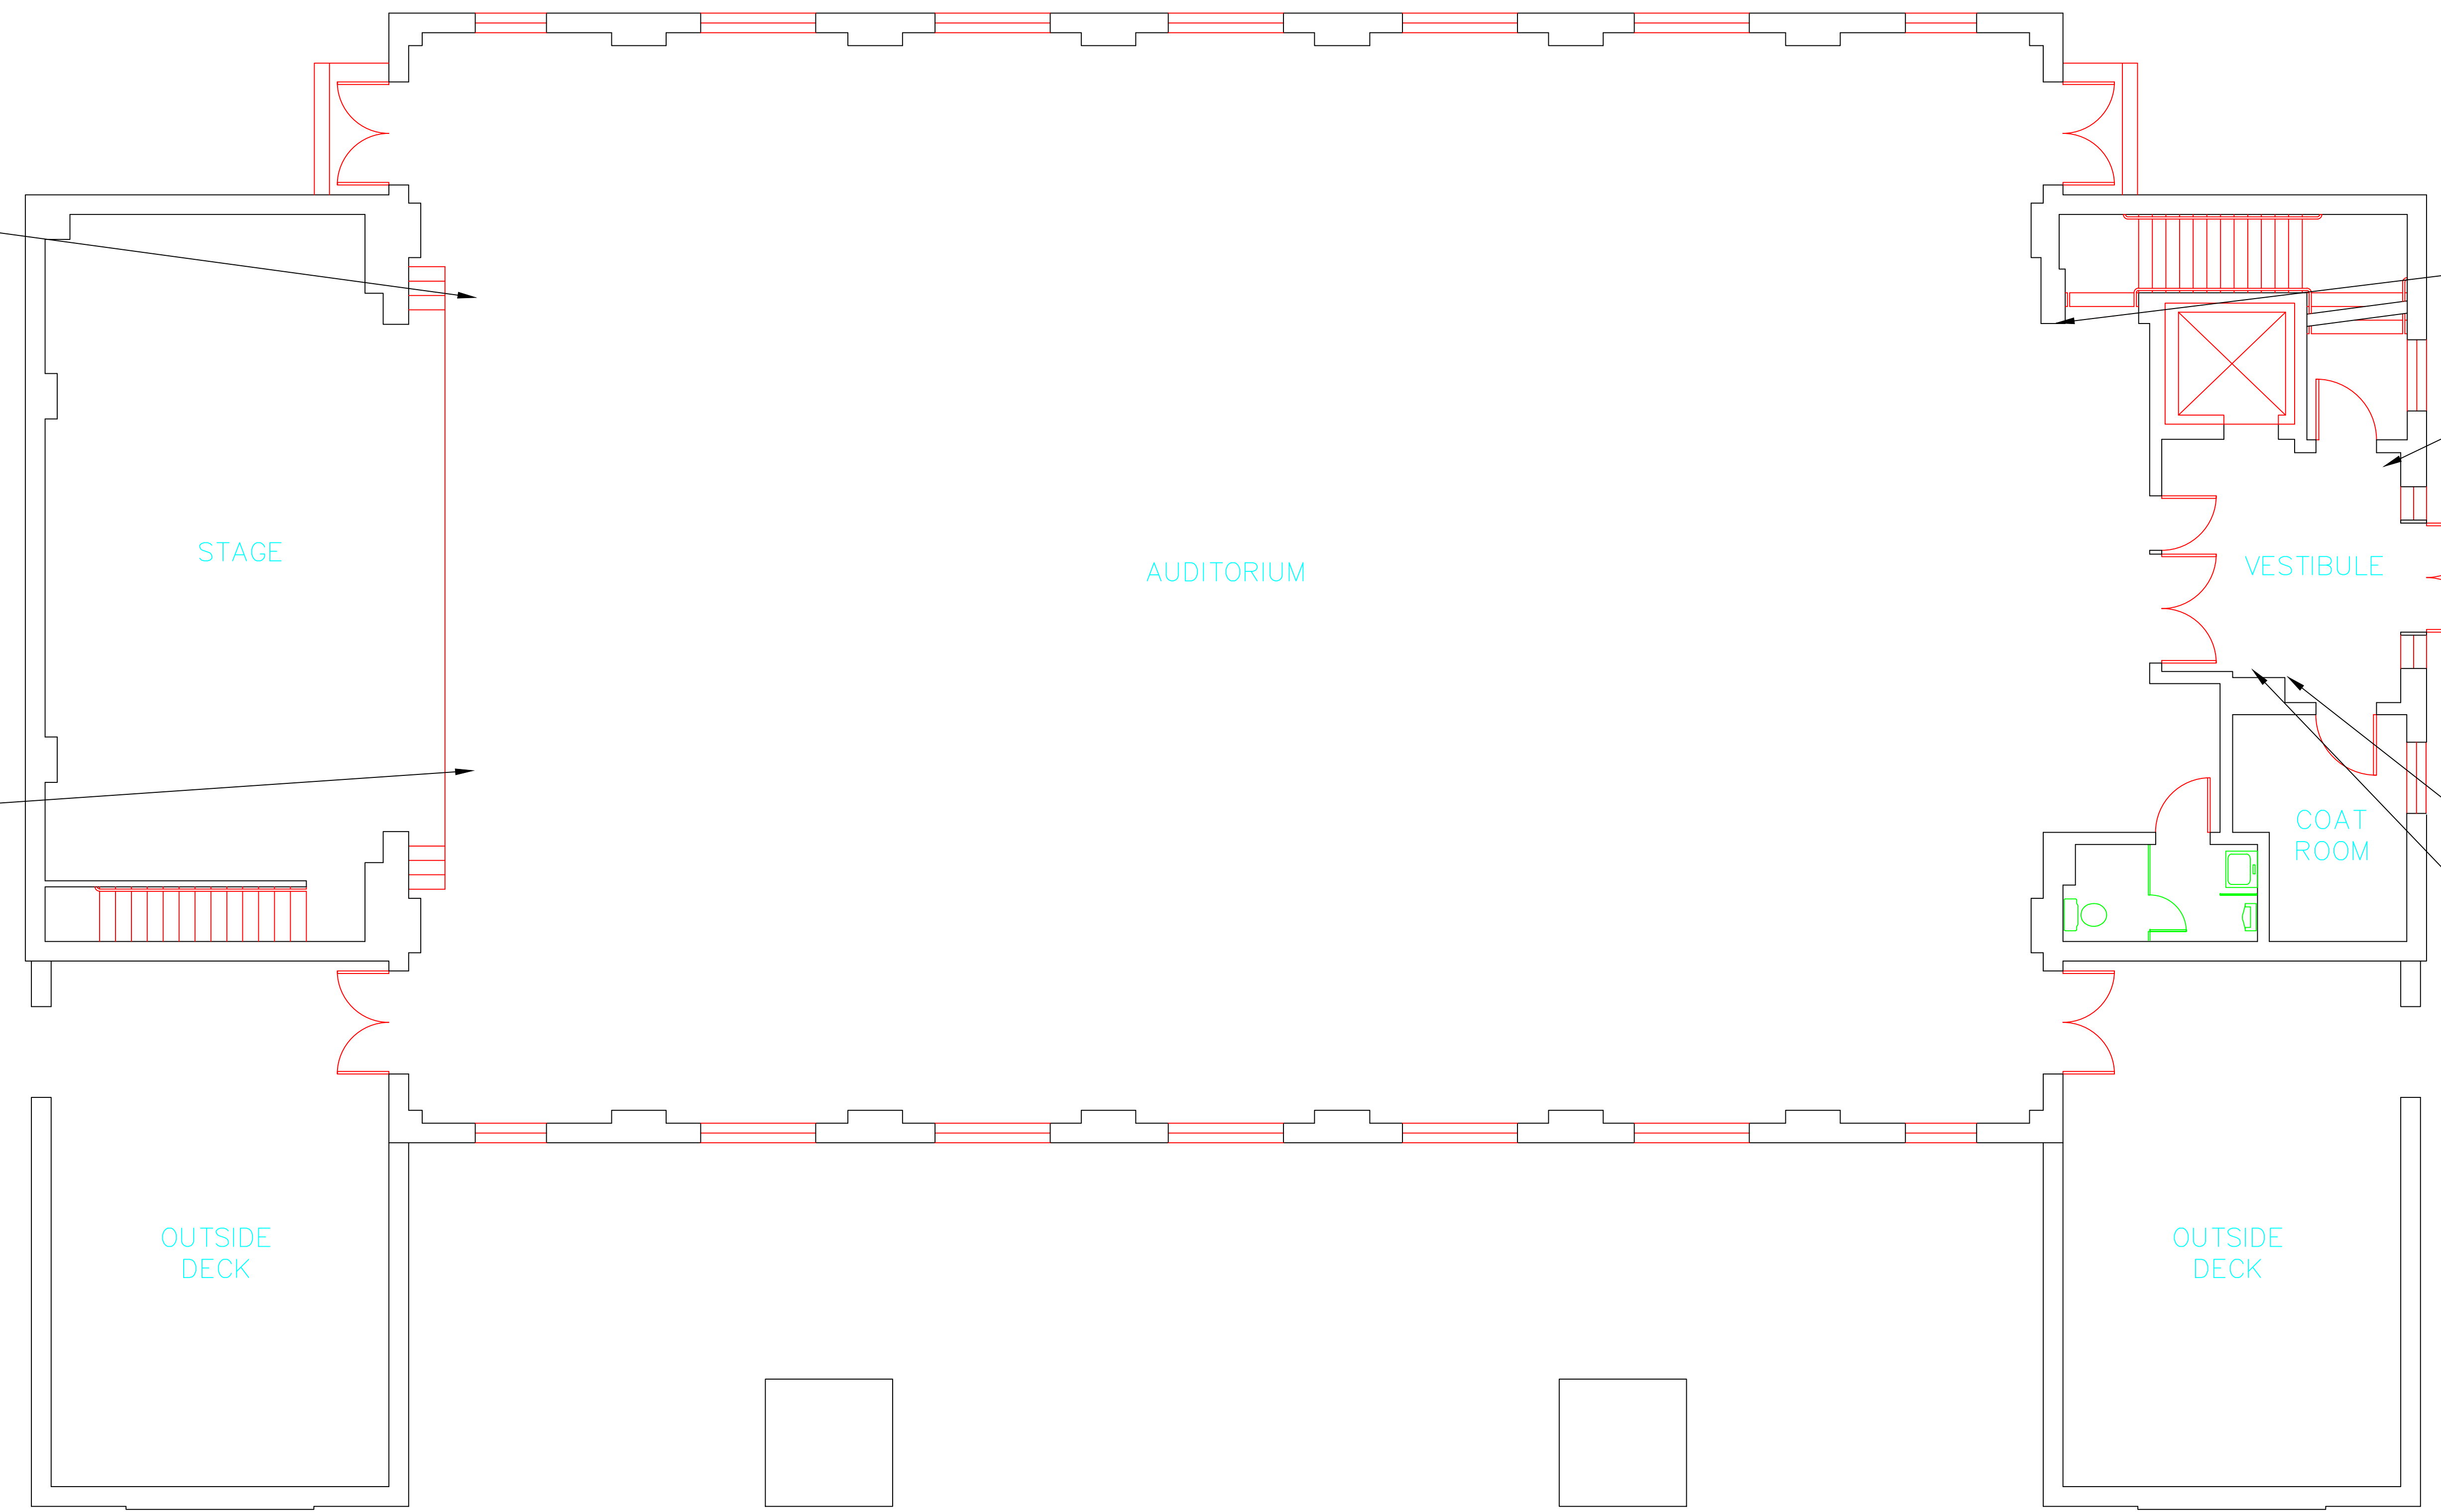 STAGE
AUDITORIUM
VESTIBULE
COAT
ROOM
OUTSIDE
DECK
OUTSIDE
DECK